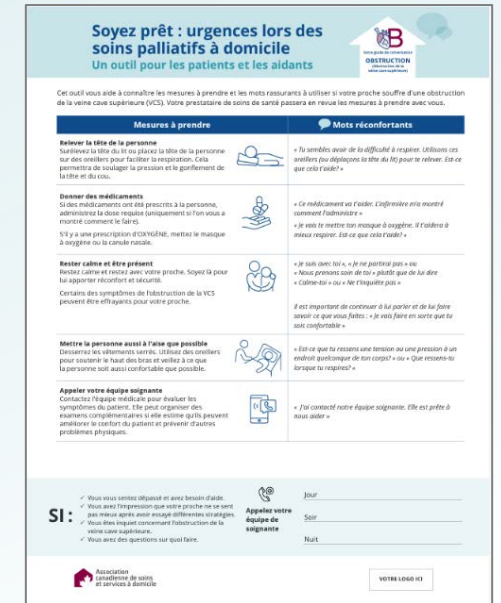 Soyez prêt : urgences lors des
soins palliatifs à domicile
Un outil pour les patients et les aidants
B
Votre guide de conversation
OBSTRUCTION
(Obstruction de la
veine cave supérieure)
Cet outil vous aide à connaître les mesures à prendre et les mots rassurants à utiliser si votre proche souffre d'une obstruction
de la veine cave supérieure (VCS). Votre prestataire de soins de santé passera en revue les mesures à prendre avec vous.
Mesures à prendre
Mots réconfortants
Relever la tête de la personne
Surélevez la tête du lit ou placez la tête de la personne
sur des oreillers pour faciliter la respiration. Cela
permettra de soulager la pression et le gonflement de
la tête et du cou.
« Tu sembles avoir de la difficulté à respirer. Utilisons ces
oreillers (ou déplaçons la tête du lit) pour te relever. Est-ce
que cela t'aide? »
Donner des médicaments
Si des médicaments ont été prescrits à la personne,
administrez la dose requise (uniquement si l'on vous a
montré comment le faire).
S'il y a une prescription d'OXYGÈNE, mettez le masque
à oxygène ou la canule nasale.
« Ce médicament va t'aider. L'infirmière m'a montré
comment l'administrer »
« Je vais te mettre ton masque à oxygène. Il t'aidera à
mieux respirer. Est ce que cela t'aide? »
Rester calme et être présent
Restez calme et restez avec votre proche. Soyez là pour
lui apporter réconfort et sécurité.
Certains des symptômes de l'obstruction de la VCS
peuvent être effrayants pour votre proche.
« Je suis avec toi », « Je ne partirai pas » ou
« Nous prenons soin de toi » plutôt que de lui dire
« Calme-toi » ou « Ne t'inquiète pas »
Il est important de continuer à lui parler et de lui faire
savoir ce que vous faites : « Je vais faire en sorte que tu
sois confortable »
Mettre la personne aussi à l'aise que possible
Desserrez les vêtements serrés. Utilisez des oreillers
pour soutenir le haut des bras et veillez à ce que
la personne soit aussi confortable que possible.
« Est-ce que tu ressens une tension ou une pression à un
endroit quelconque de ton corps? » ou « Que ressens-tu
lorsque tu respires? »
Appeler votre équipe soignante
Contactez l'équipe médicale pour évaluer les
symptômes du patient. Elle peut organiser des
examens complémentaires si elle estime qu'ils peuvent
améliorer le confort du patient et prévenir d'autres
problèmes physiques.
« J'ai contacté notre équipe soignante. Elle est prête à
nous aider »
SI :
✓ Vous vous sentez dépassé et avez besoin d'aide.
✓ Vous avez l'impression que votre proche ne se sent
pas mieux après avoir essayé différentes stratégies.
✓ Vous êtes inquiet concernant l'obstruction de la
veine cave supérieure.
✓ Vous avez des questions sur quoi faire.
Appelez votre
équipe de
soignante
Jour
Soir
Nuit
Association
canadienne de soins
et services à domicile
VOTRE LOGO ICI